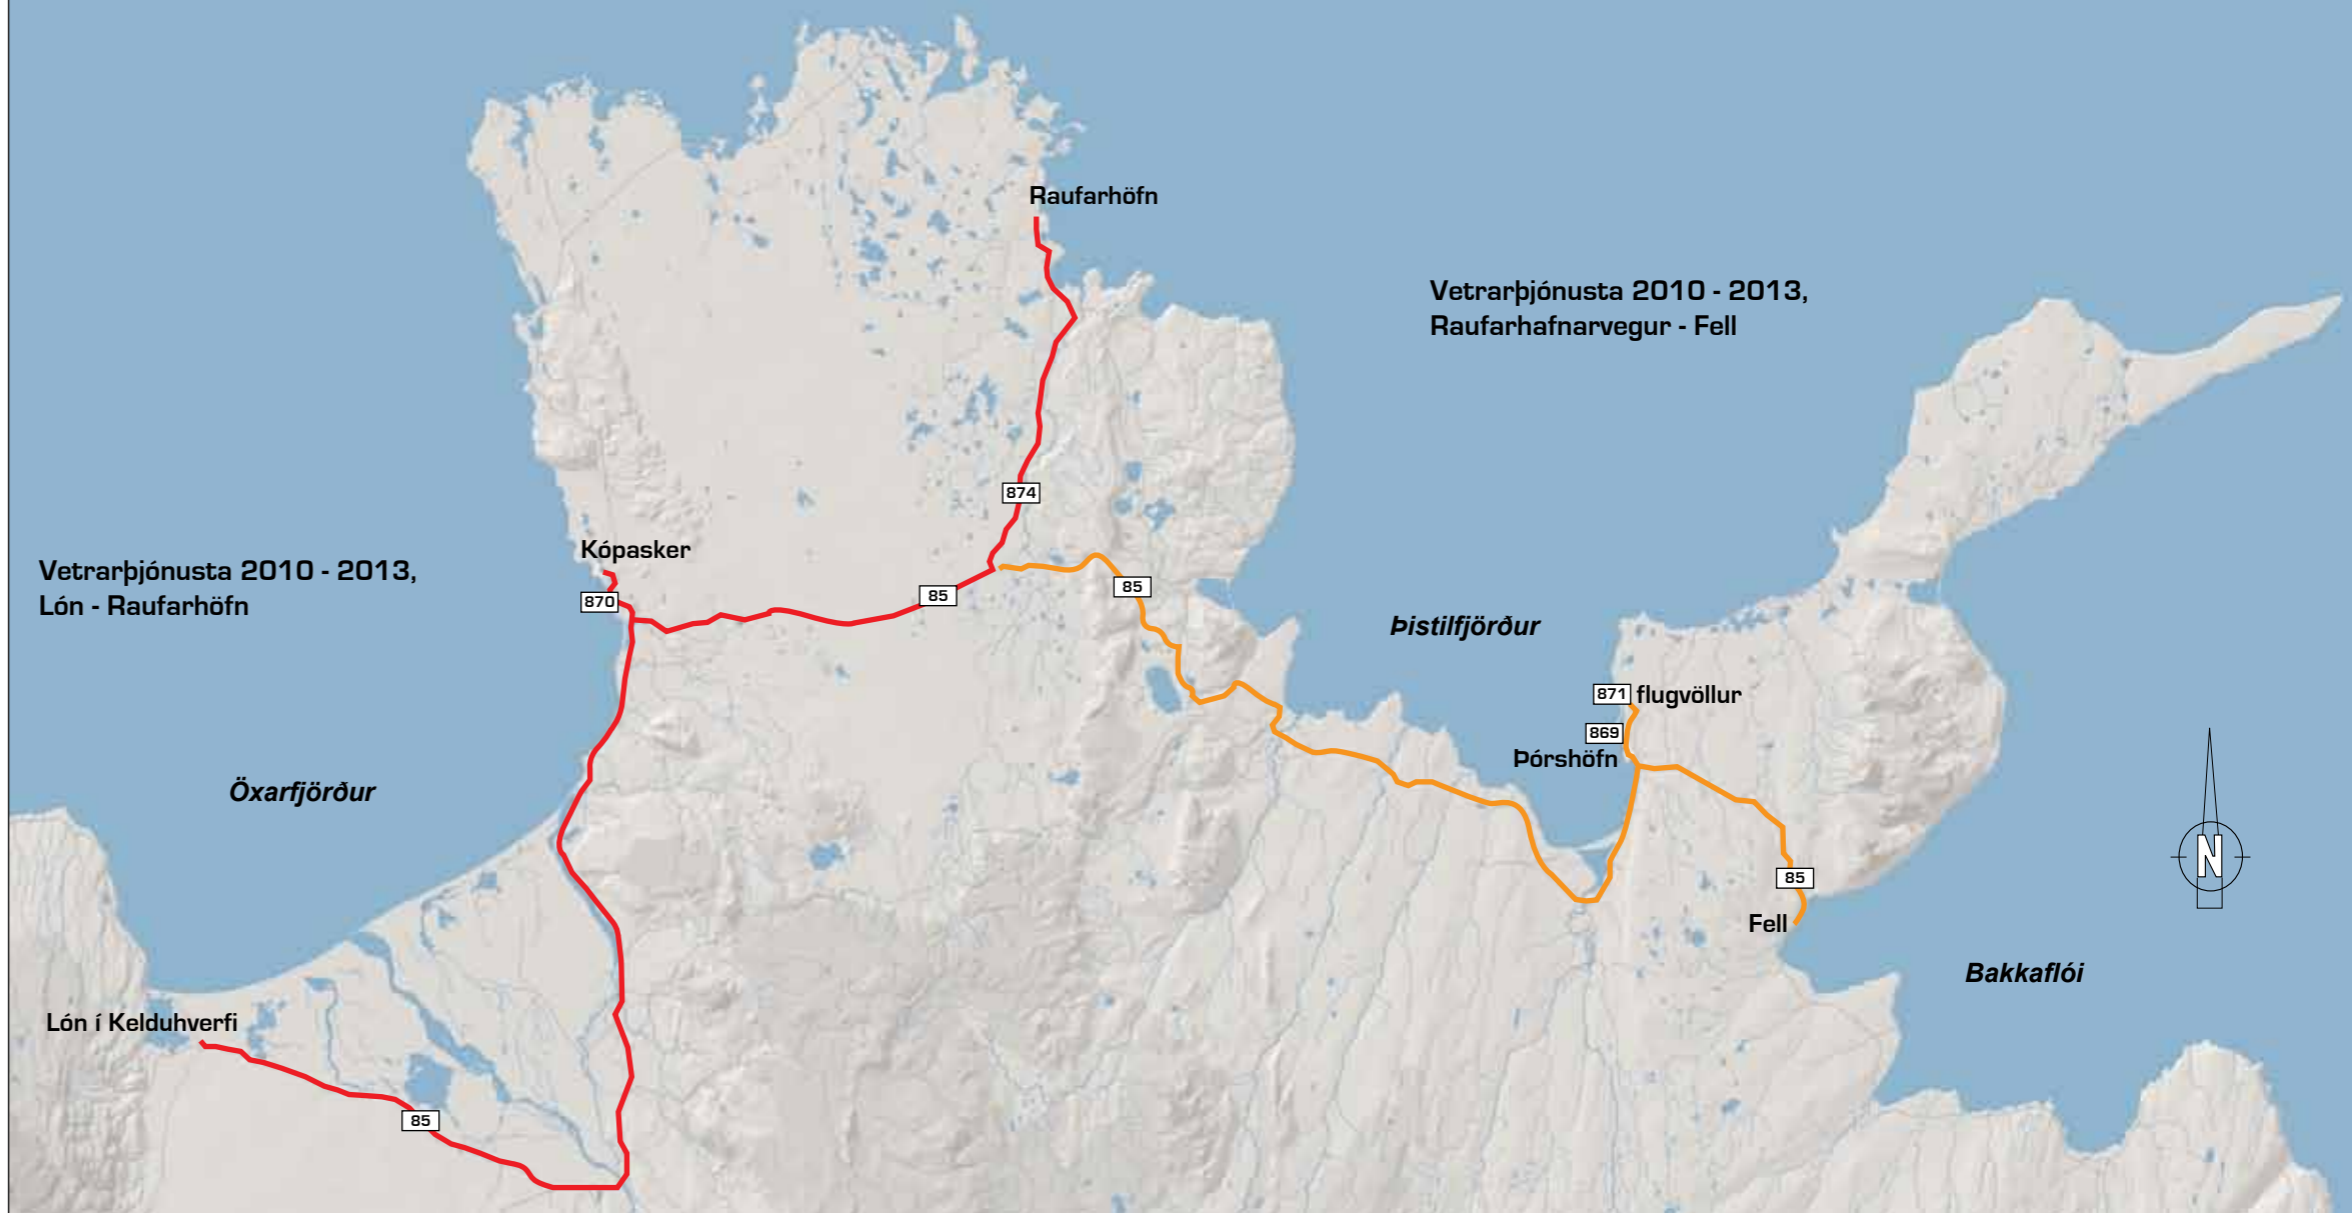 Raufarhöfn
Vetrarþjónusta 2010 - 2013,
Raufarhafnarvegur - Fell
874
Kópasker
Vetrarþjónusta 2010 - 2013,
Lón - Raufarhöfn
870
85
85
Þistilfjörður
871 flugvöllur
869
Þórshöfn
Öxarfjörður
85
Fell
N
Bakkaflói
Lón í Kelduhverfi
85